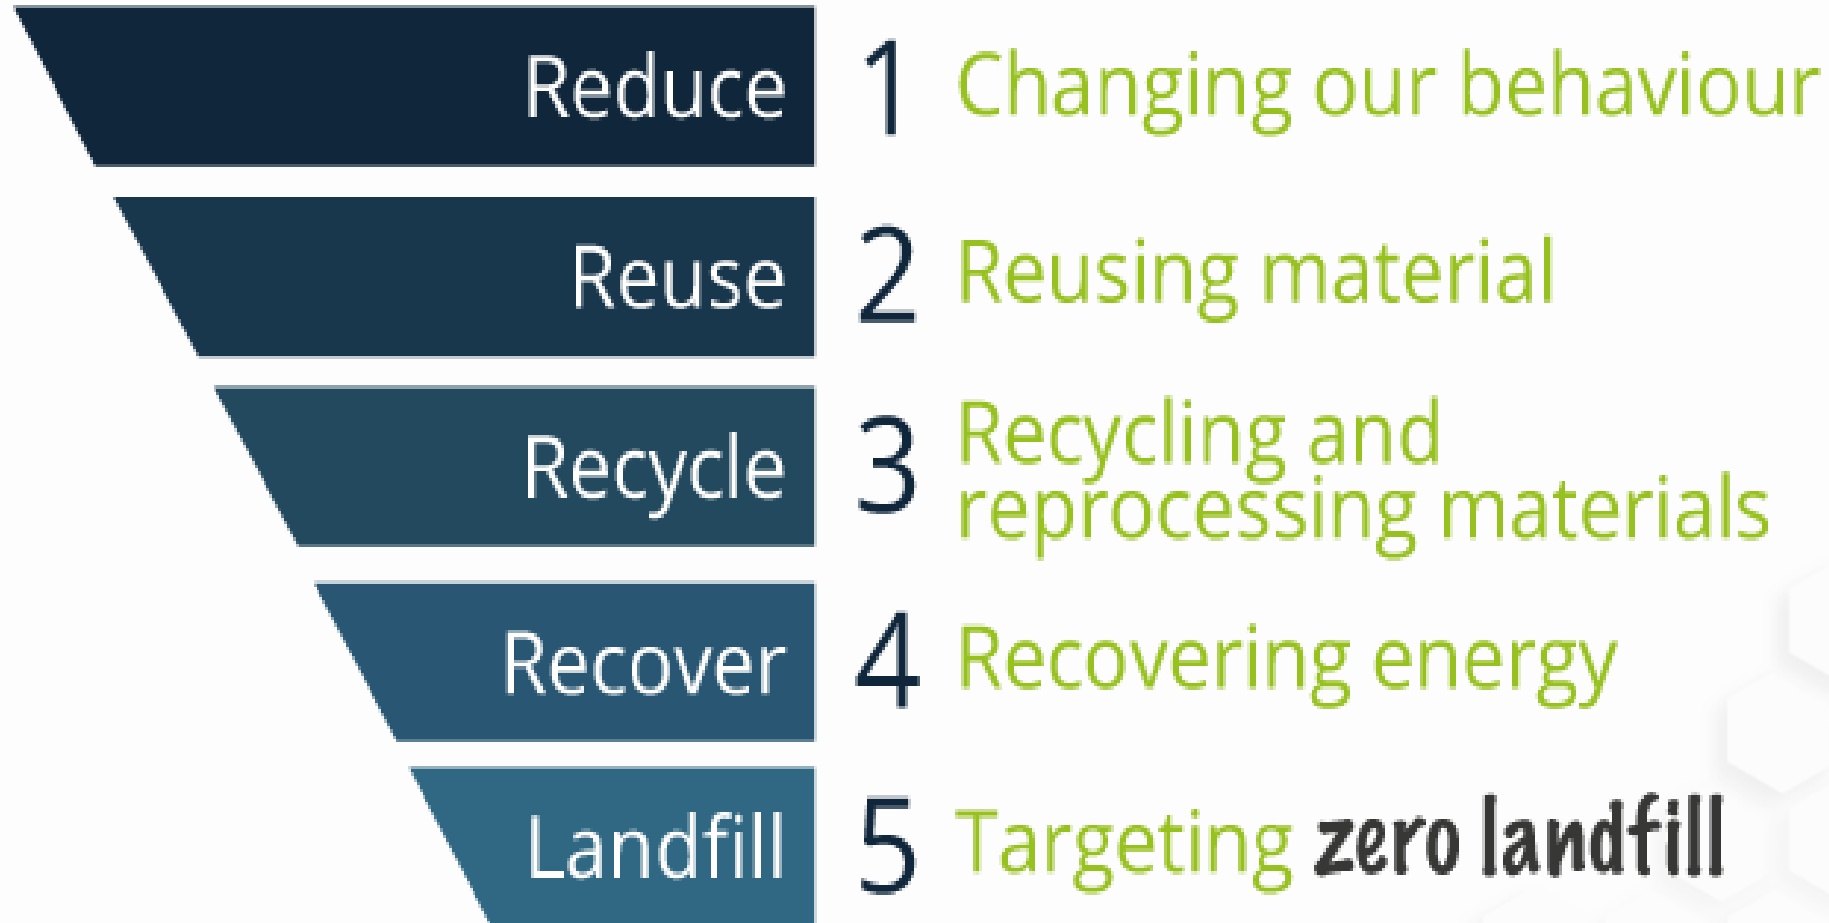 Reduce 1 Changing our behaviour
Reuse 2 Reusing material
Recycle 3 Recycling and
reprocessing materials
Recover 4 Recovering energy
Landfill 5 Targeting zero landfill